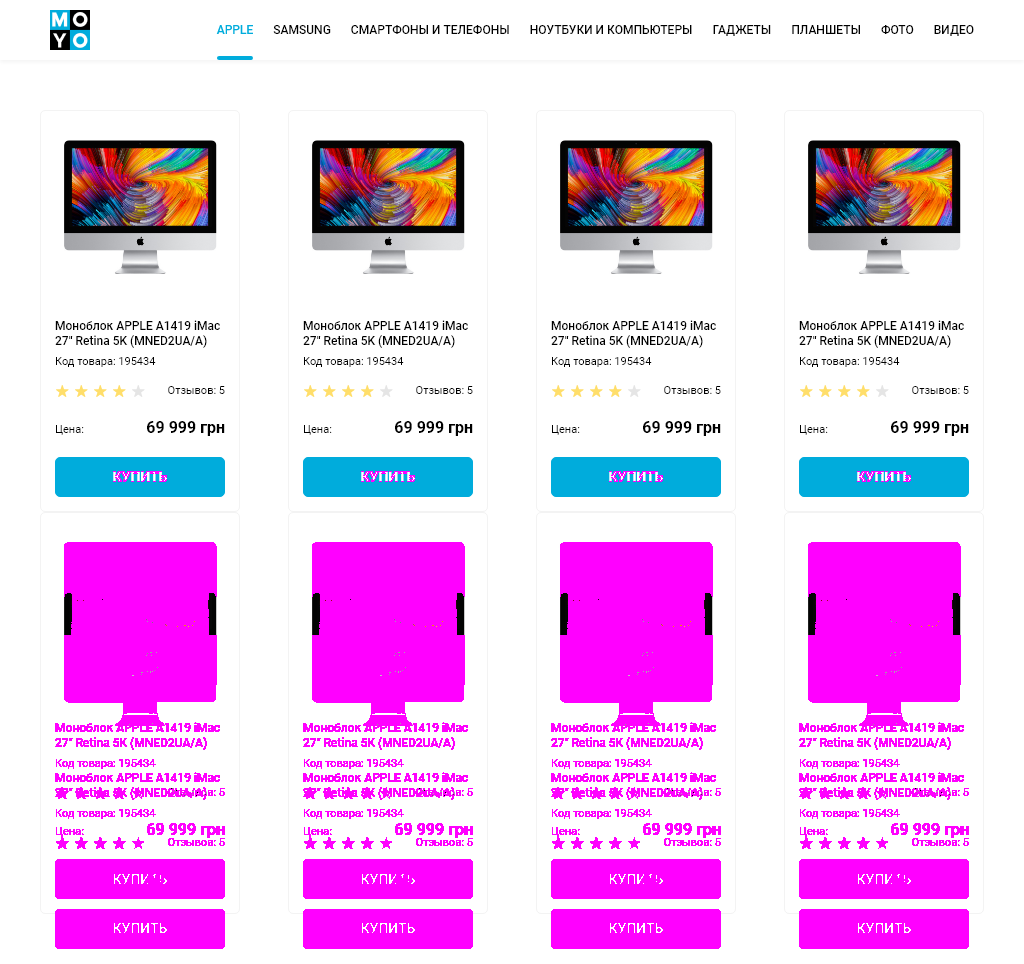 MOYO
APPLE SAMSUNG СМАРТФОНЫ И ТЕЛЕФОНЫ НОУТБУКИ И КОМПЬЮТЕРЫ ГАДЖЕТЫ ПЛАНШЕТЫ ФОТО ВИДЕО
Моноблок APPLE A1419 iMac Моноблок APPLE A1419 iMac Моноблок APPLE A1419 iMac Моноблок APPLE A1419 iMac
27" Retina 5K (MNED2UA/A) 27" Retina 5K (MNED2UA/A) 27" Retina 5K (MNED2UA/A) 27" Retina 5K (MNED2UA/A)
Код товара: 195434 Код товара: 195434 Код товара: 195434 Код товара: 195434
Отзывов: 5 Отзывов: 5 Отзывов: 5 Отзывов: 5
Цена: 69 999 грн Цена: 69 999 грн Цена: 69 999 грн Цена: 69 999 грн
КУПИТЬ КУПИТЬ КУПИТЬ КУПИТЬ
Моноблок APPLE A1419 iMac Моноблок APPLE A1419 iMac Моноблок APPLE A1419 iMac Моноблок APPLE A1419 iMac
27" Retina 5K (MNED2UA/A) 27" Retina 5K (MNED2UA/A) 27" Retina 5K (MNED2UA/A) 27" Retina 5K (MNED2UA/A)
Код товара: 195434 Код товара: 195434 Код товара: 195434 Код товара: 195434
Моноблок APPLE A1419 iMac Моноблок APPLE A1419 iMac Моноблок APPLE A1419 iMac Моноблок APPLE A1419 iMac
27" Retina 5K (MNED2UA/A) 27" Retina 5K (MNED2UA/A) 27" Retina 5K (MNED2UA/A) 27" Retina 5K (MNED2UA/A)
Код товара: 195434 Код товара: 195434 Код товара: 195434 Код товара: 195434
Цена: 69 999 грн Цена: 69 999 грн Цена: 69 999 грн Цена: 69 999 грн
Отзывов: 5 Отзывов: 5 Отзывов: 5 Отзывов: 5
КУПИТЬ КУПИТЬ КУПИТЬ КУПИТЬ
КУПИТЬ КУПИТЬ КУПИТЬ КУПИТЬ